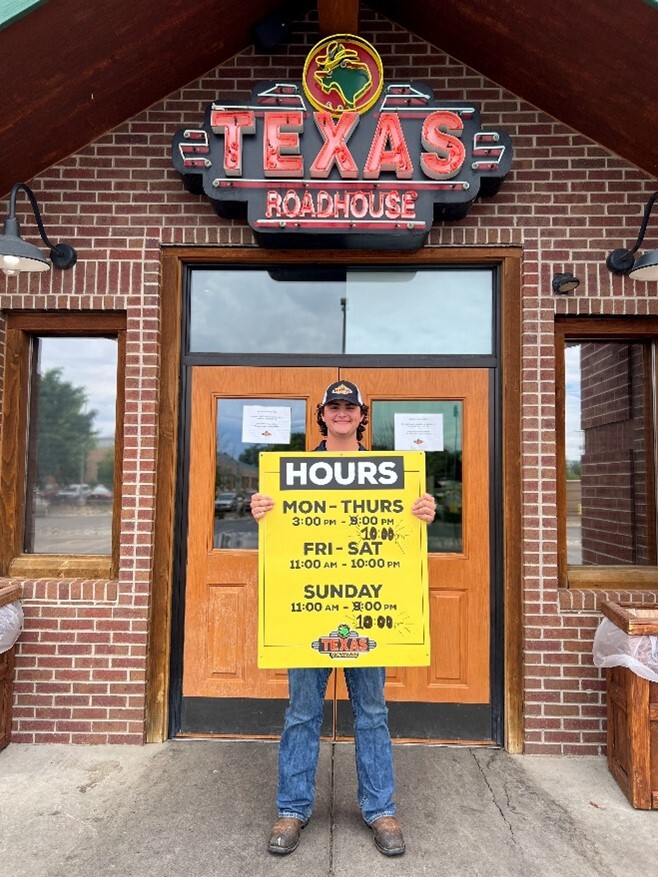 TEXAS
ROADHOUSE
HOURS
MON - THURS
3:00 PM - 9:00 PM
10:00
FRI - SAT
11:00 AM - 10:00 PM
SUNDAY
11:00 AM - 9:00 PM
10:00
TEXAS
ROADHOUSE